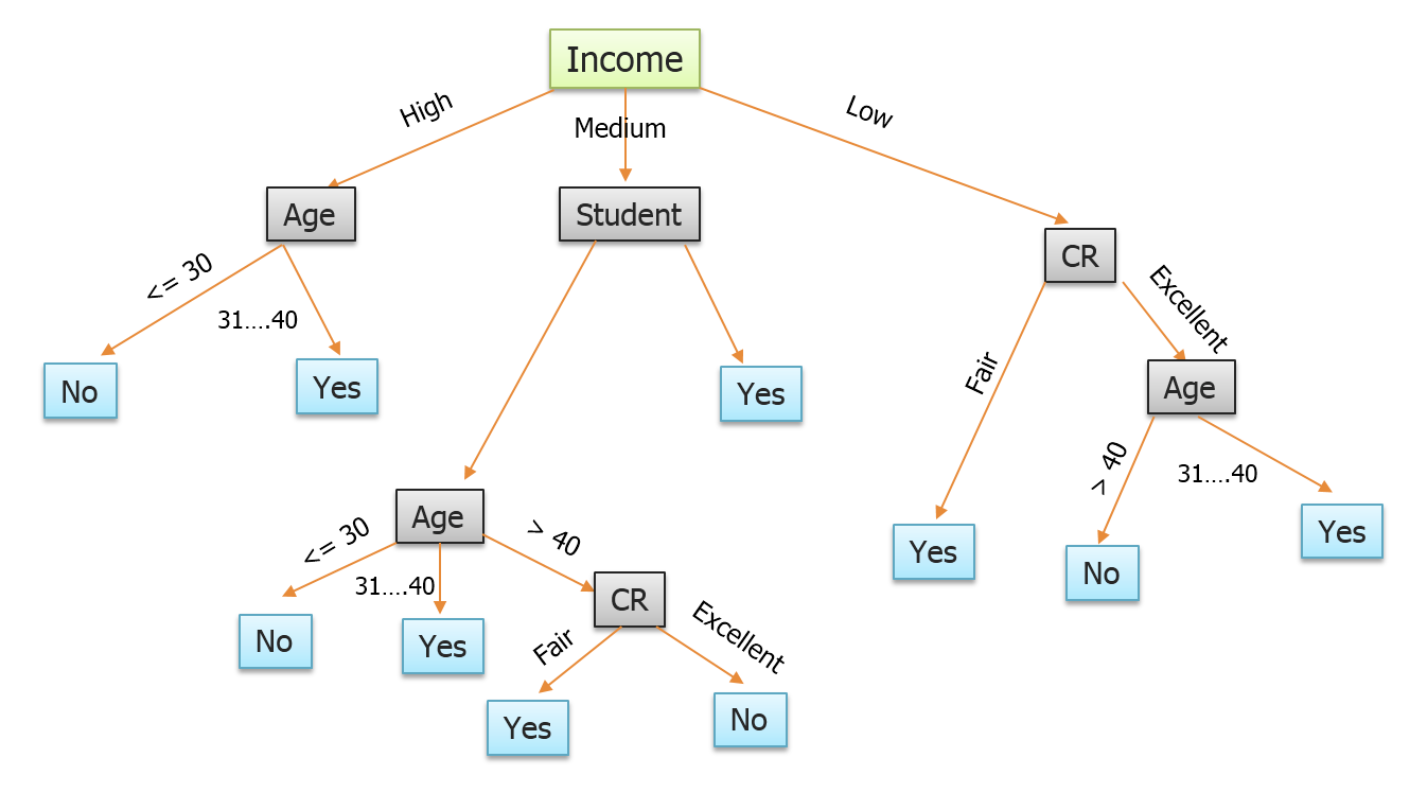 Income
High
Medium
Low
Age
Student
CR
<= 30
31....40
Excellent
Fair
No
Yes
Yes
Age
> 40
31....40
Age
<= 30
31....40
> 40
Yes
No
Yes
CR
No
Yes
Fair
Excellent
Yes
No